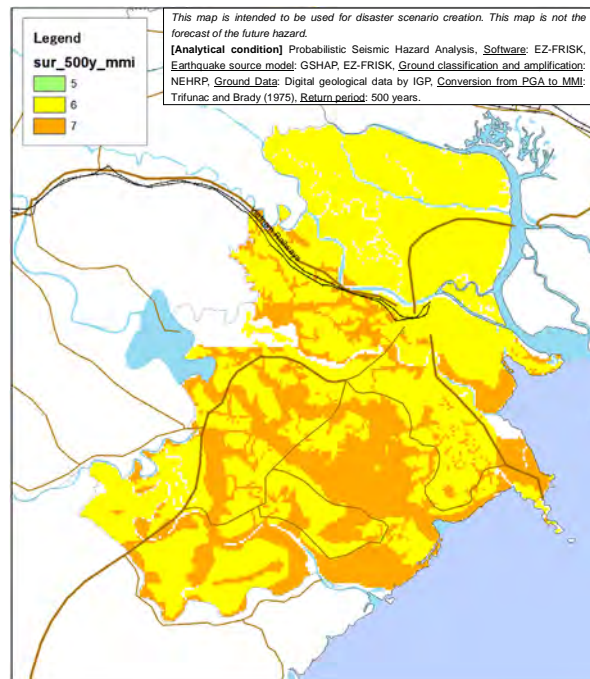 This map is intended to be used for disaster scenario creation. This map is not the
forecast of the future hazard.
[Analytical condition] Probabilistic Seismic Hazard Analysis, Software: EZ-FRISK,
Earthquake source model: GSHAP, EZ-FRISK, Ground classification and amplification:
NEHRP, Ground Data: Digital geological data by IGP, Conversion from PGA to MMI:
Trifunac and Brady (1975), Return period: 500 years.
Legend
sur_500y_mmi
5
6
7